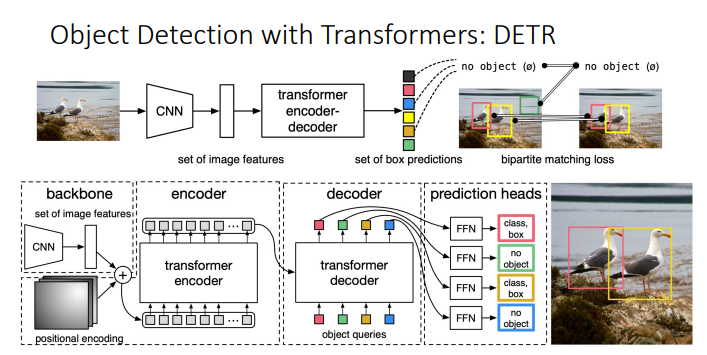 Object Detection with Transformers: DETR
no object (ø)
no object (ø)
CNN
transformer
encoder-
decoder
set of image features
set of box predictions
bipartite matching loss
backbone
set of image features
CNN
+
positional encoding
encoder
...
transformer
encoder
...
decoder
transformer
decoder
object queries
prediction heads
FFN
class,
box
FFN
no
object
FFN
class,
box
FFN
no
object